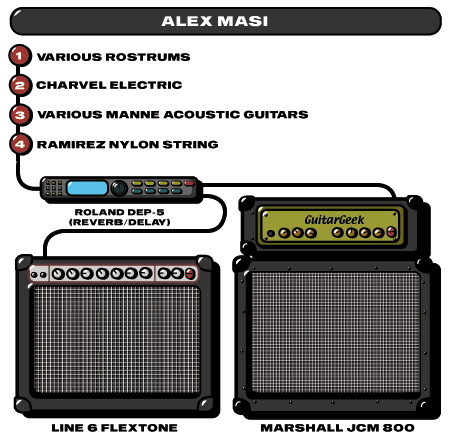 ALEX MASI
1 VARIOUS ROSTRUMS
2 CHARVEL ELECTRIC
3 VARIOUS MANNE ACOUSTIC GUITARS
4 RAMIREZ NYLON STRING
ROLAND DEP-5
(REVERB/DELAY)
GuitarGeek
LINE 6 FLEXTONE
MARSHALL JCM 800